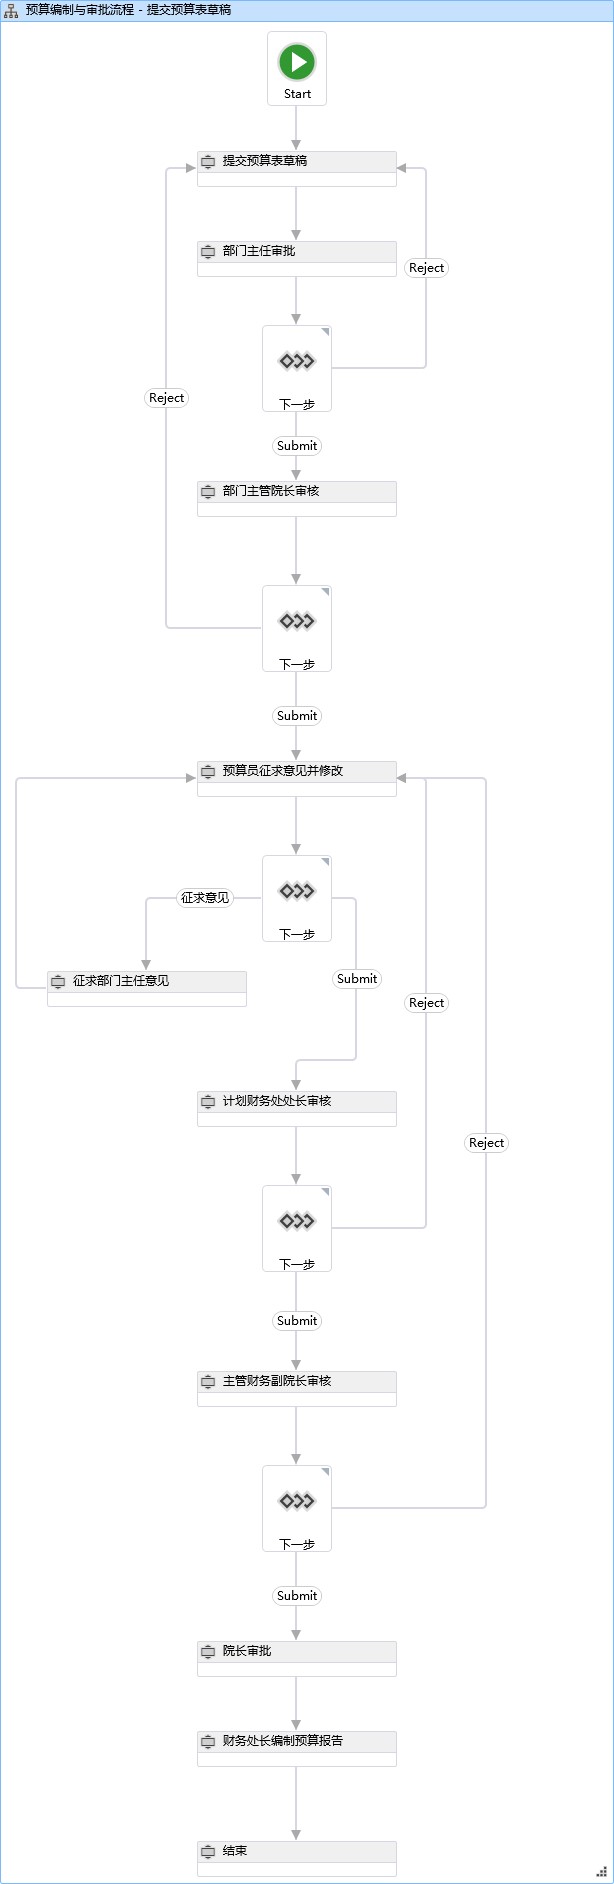 预算编制与审批流程 - 提交预算表草稿
Start
提交预算表草稿
部门主任审批
Reject
下一步
Reject
Submit
部门主管院长审核
下一步
Submit
预算员征求意见并修改
征求意见
下一步
征求部门主任意见
Submit
Reject
计划财务处处长审核
Reject
下一步
Submit
主管财务副院长审核
下一步
Submit
院长审批
财务处长编制预算报告
结束